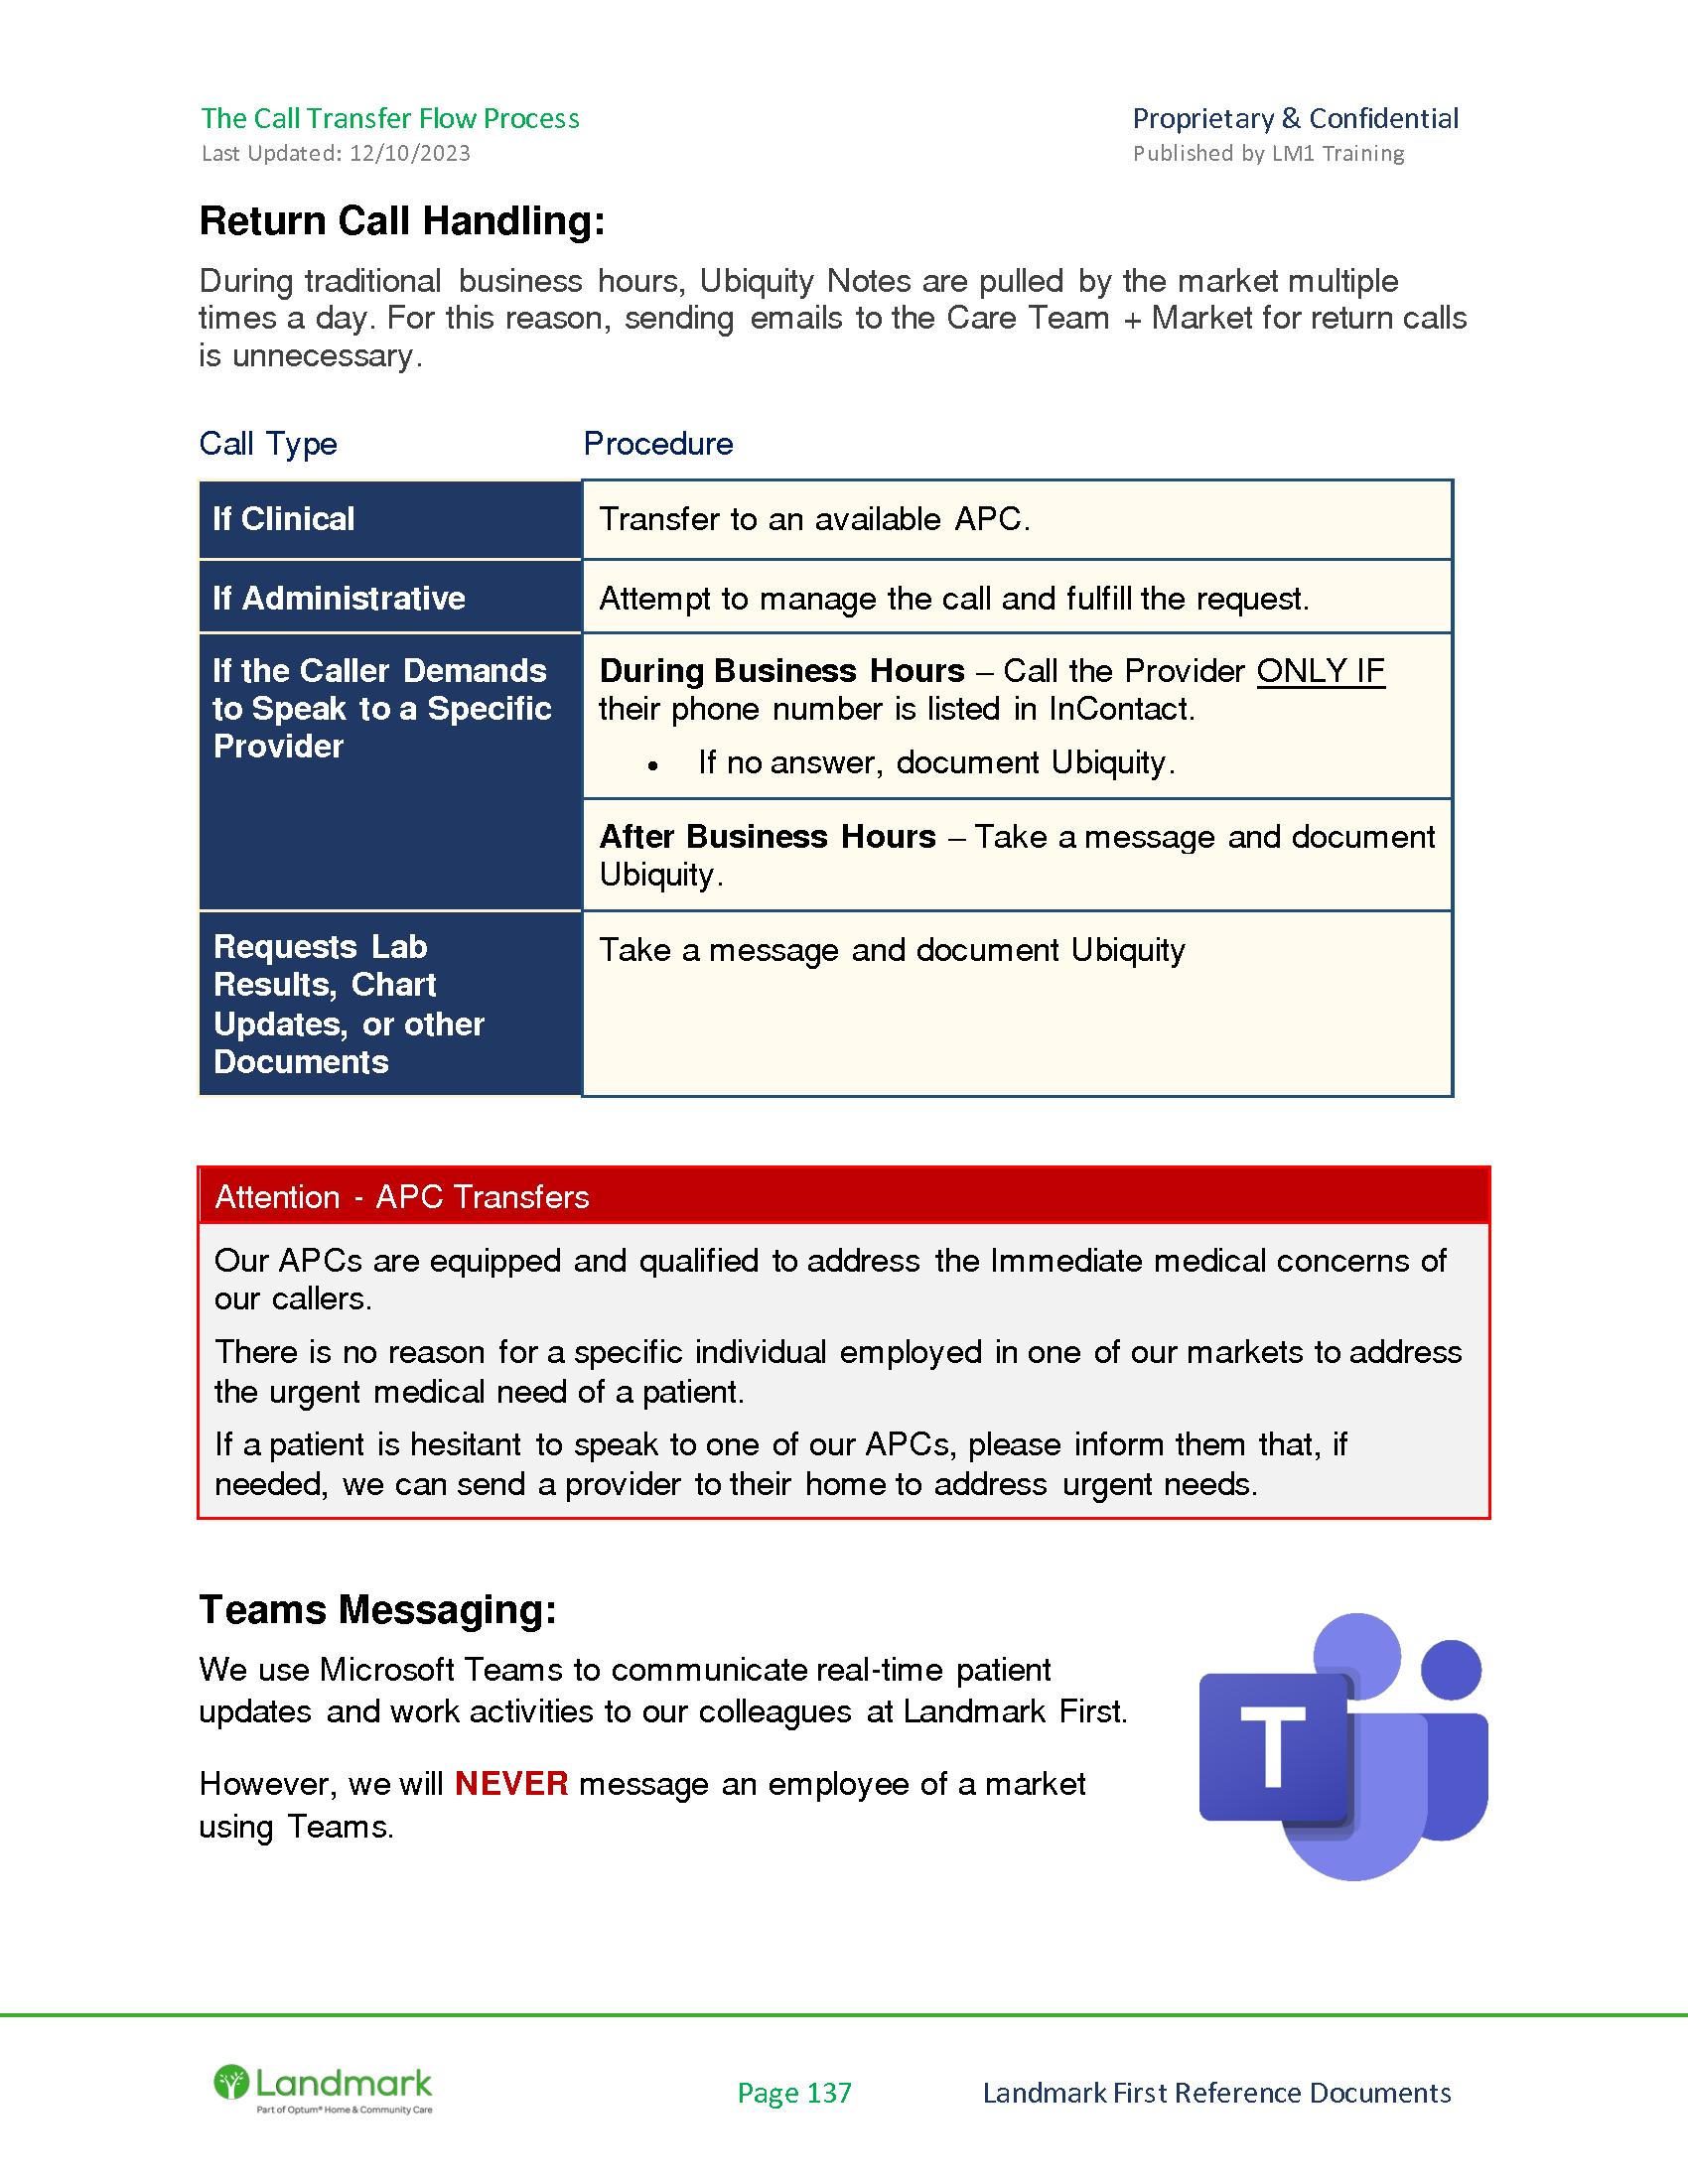 The Call Transfer Flow Process
Last Updated: 12/10/2023
Proprietary & Confidential
Published by LM1 Training
Return Call Handling:
During traditional business hours, Ubiquity Notes are pulled by the market multiple
times a day. For this reason, sending emails to the Care Team + Market for return calls
is unnecessary.
Call Type
Procedure
If Clinical
Transfer to an available APC.
If Administrative
Attempt to manage the call and fulfill the request.
If the Caller Demands
to Speak to a Specific
Provider
During Business Hours – Call the Provider ONLY IF
their phone number is listed in InContact.
• If no answer, document Ubiquity.
After Business Hours – Take a message and document
Ubiquity.
Requests Lab
Results, Chart
Updates, or other
Documents
Take a message and document Ubiquity
Attention - APC Transfers
Our APCs are equipped and qualified to address the Immediate medical concerns of
our callers.
There is no reason for a specific individual employed in one of our markets to address
the urgent medical need of a patient.
If a patient is hesitant to speak to one of our APCs, please inform them that, if
needed, we can send a provider to their home to address urgent needs.
Teams Messaging:
We use Microsoft Teams to communicate real-time patient
updates and work activities to our colleagues at Landmark First.
However, we will NEVER message an employee of a market
using Teams.
T
Landmark
Part of Optum® Home & Community Care
Page 137
Landmark First Reference Documents